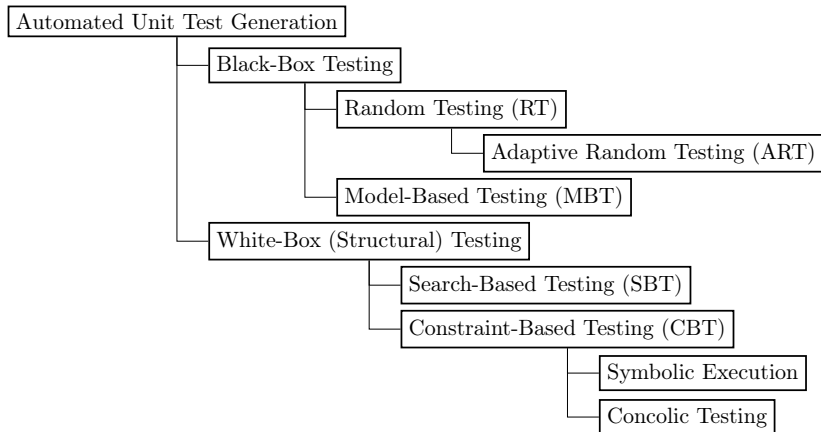 Automated Unit Test Generation
Black-Box Testing
Random Testing (RT)
Adaptive Random Testing (ART)
Model-Based Testing (MBT)
White-Box (Structural) Testing
Search-Based Testing (SBT)
Constraint-Based Testing (CBT)
Symbolic Execution
Concolic Testing